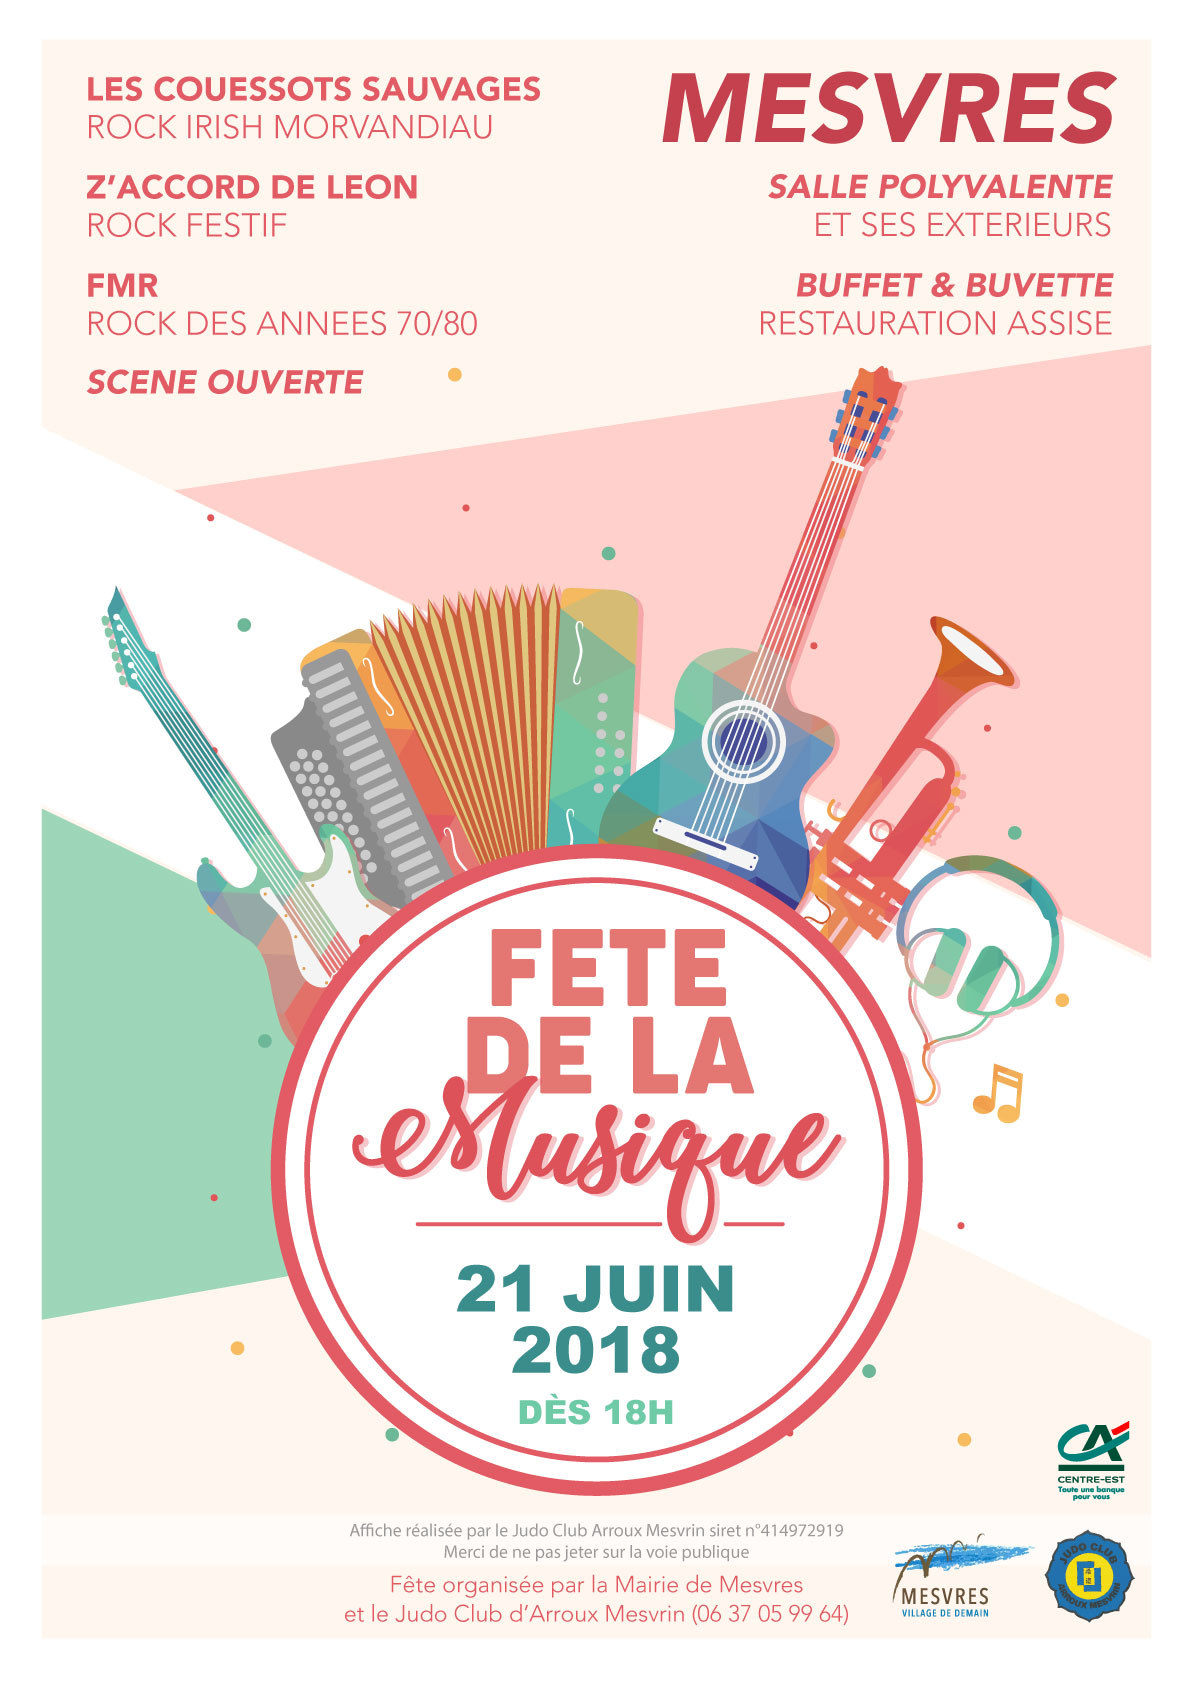 LES COUESSOTS SAUVAGES
ROCK IRISH MORVANDIAU
Z'ACCORD DE LEON
ROCK FESTIF
FMR
ROCK DES ANNEES 70/80
SCENE OUVERTE
MESVRES
SALLE POLYVALENTE
ET SES EXTERIEURS
BUFFET & BUVETTE
RESTAURATION ASSISE
FETE
DE LA
Musique
21 JUIN
2018
DÈS 18H
CA
CENTRE-EST
Toute une banque
pour vous
Affiche réalisée par le Judo Club Arroux Mesvrin siret n°414972919
Merci de ne pas jeter sur la voie publique
Fête organisée par la Mairie de Mesvres
et le Judo Club d'Arroux Mesvrin (06 37 05 99 64)
MESVRES
VILLAGE DE DEMAIN
JUDO CLUB
ARROUX MESVRIN